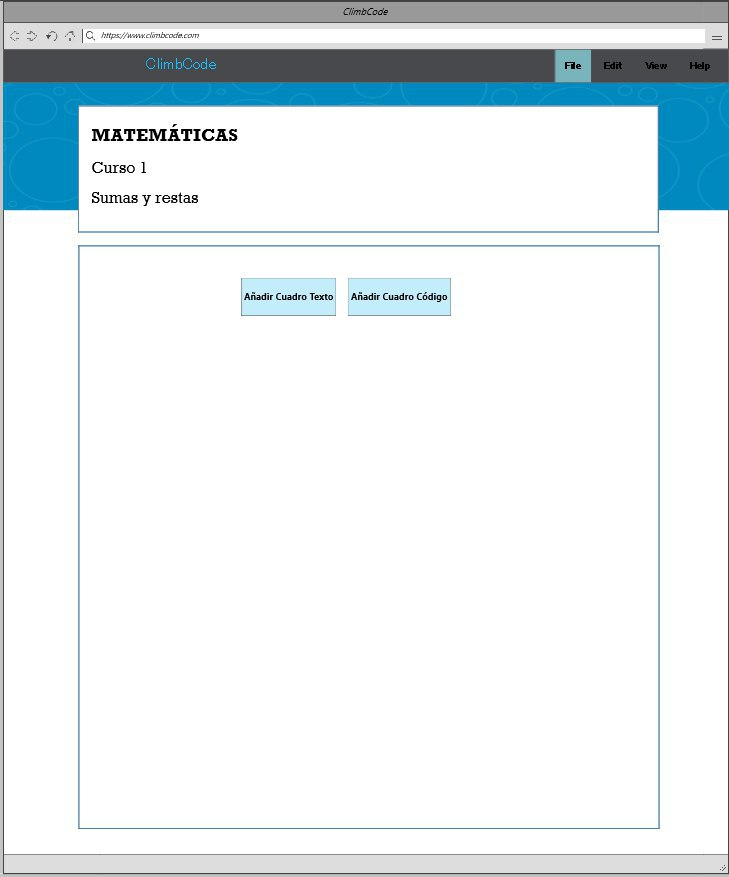 ClimbCode
https://www.climbcode.com
ClimbCode File Edit View Help
MATEMÁTICAS
Curso 1
Sumas y restas
Añadir Cuadro Texto Añadir Cuadro Código